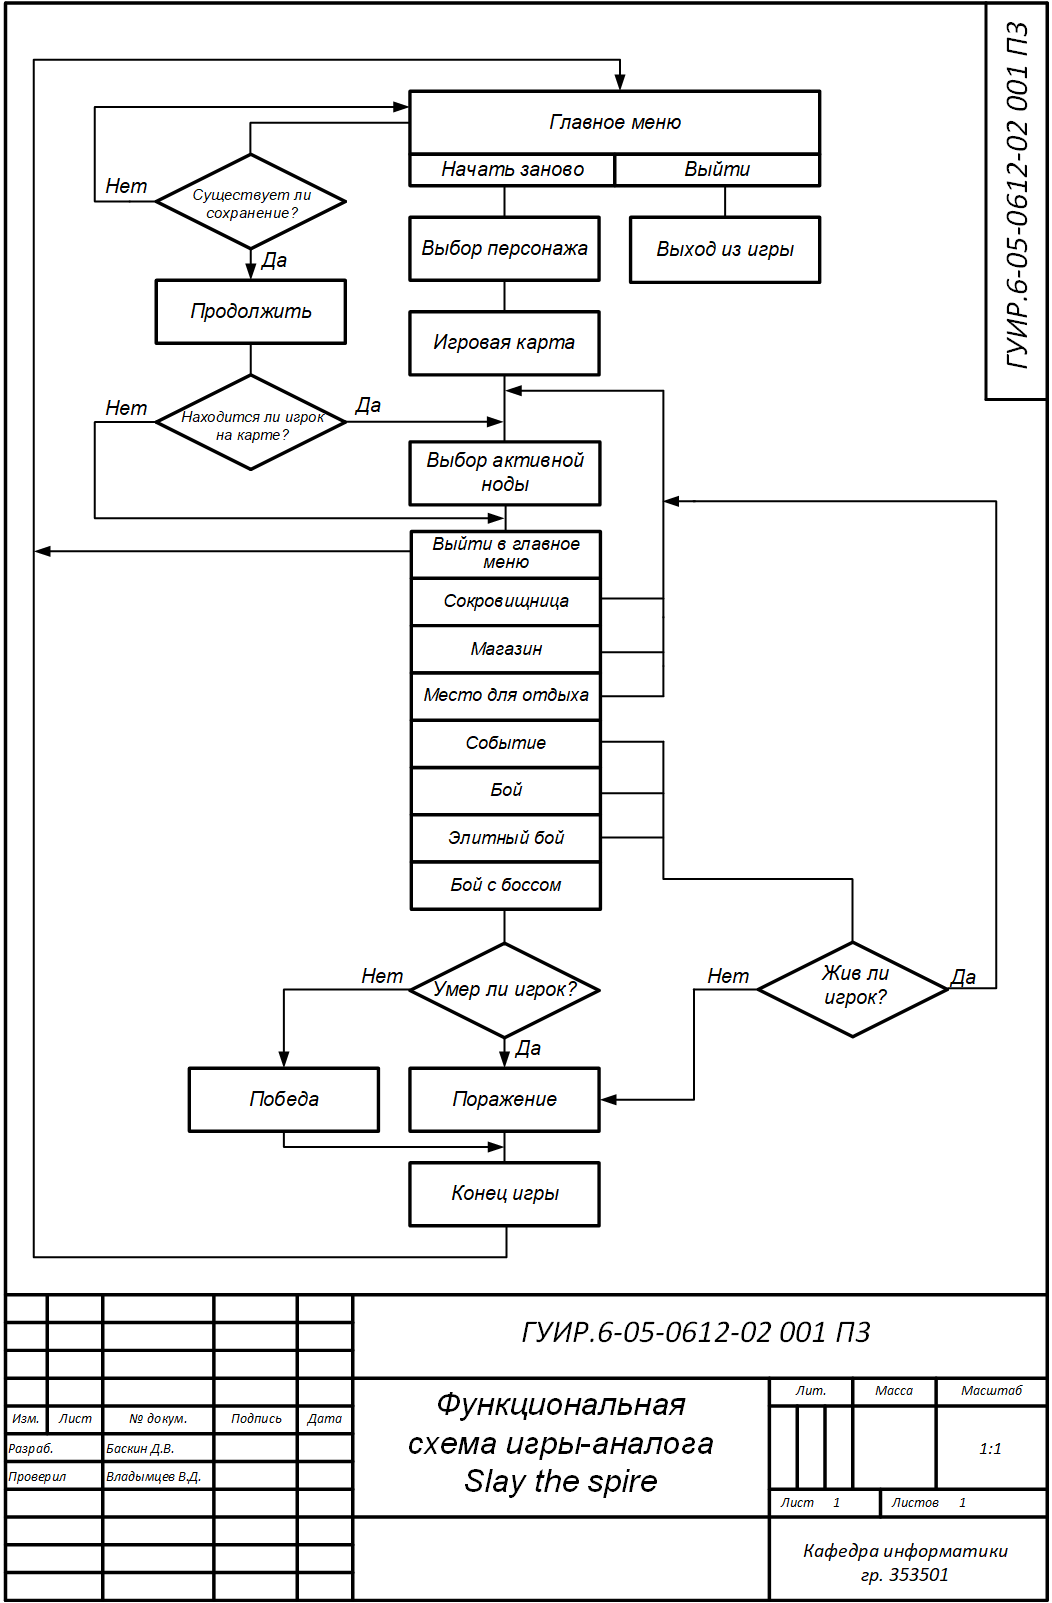 ГУИР.6-05-0612-02 001 ПЗ
Главное меню
Начать заново
Выйти
Нет
Существует ли
сохранение?
Да
Выбор персонажа
Выход из игры
Продолжить
Игровая карта
Нет
Находится ли игрок
на карте?
Да
Выбор активной
ноды
Выйти в главное
меню
Сокровищница
Магазин
Место для отдыха
Событие
Бой
Элитный бой
Бой с боссом
Нет
Умер ли игрок?
Да
Нет
Жив ли
игрок?
Да
Победа
Поражение
Конец игры
ГУИР.6-05-0612-02 001 ПЗ
Функциональная
схема игры-аналога
Slay the spire
Лит.
Масса
Масштаб
1:1
Изм.
Лист
№ докум.
Подпись
Дата
Разраб.
Баскин Д.В.
Проверил
Владымцев В.Д.
Лист 1
Листов 1
Кафедра информатики
гр. 353501